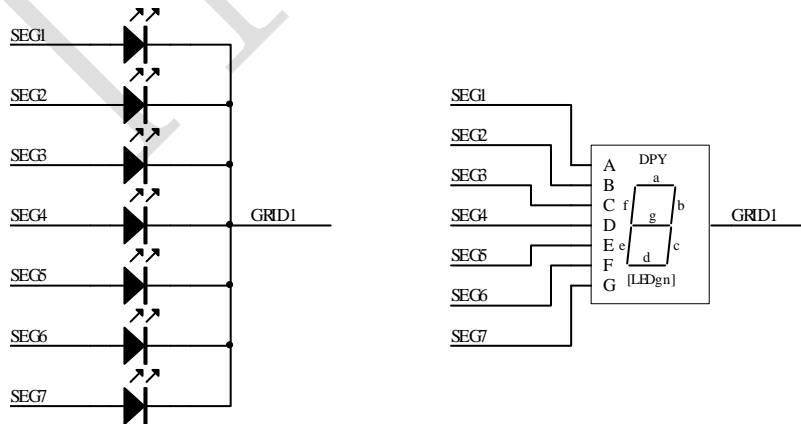 SEG1
SEG2
SEG3
SEG4
GRID1
SEG5
SEG6
SEG7
SEG1
SEG2
SEG3
SEG4
SEG5
SEG6
SEG7
DPY
A
B
C
D
E
F
G
a
f
b
g
e
c
d
[LEDgn]
GRID1